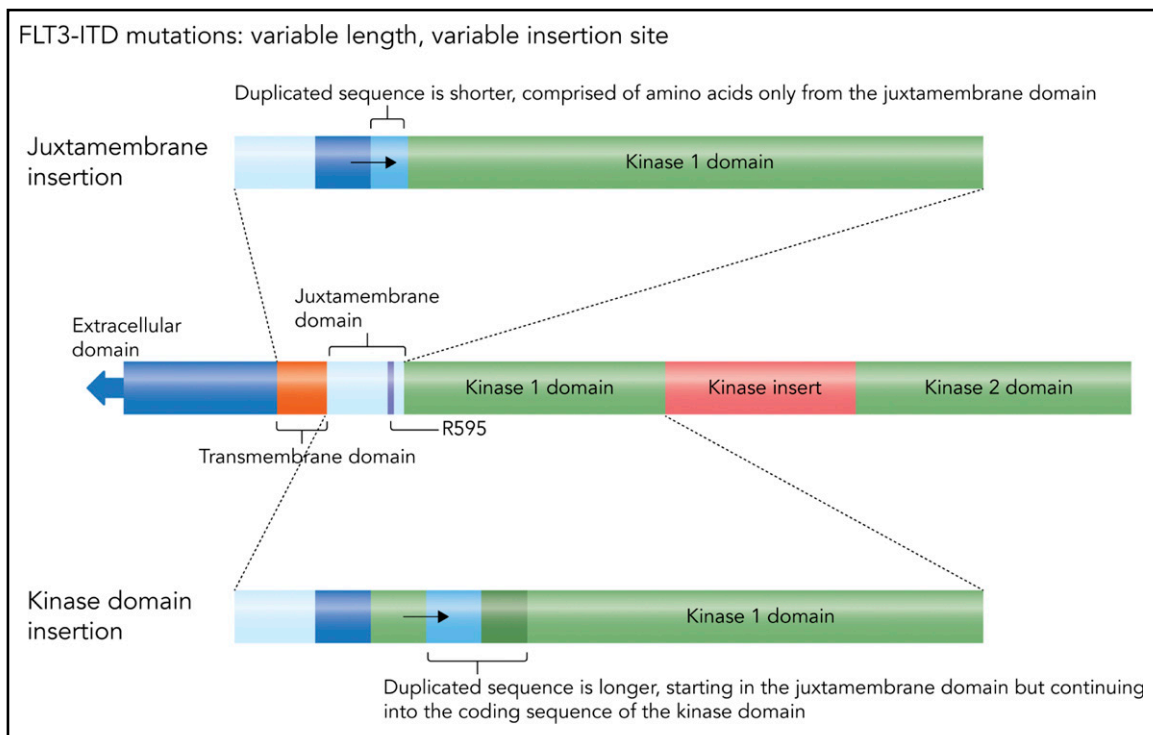 FLT3-ITD mutations: variable length, variable insertion site
Duplicated sequence is shorter, comprised of amino acids only from the juxtamembrane domain
Juxtamembrane
insertion
Kinase 1 domain
Juxtamembrane
domain
Extracellular
domain
Kinase 1 domain
Kinase insert
Kinase 2 domain
R595
Transmembrane domain
Kinase domain
insertion
Kinase 1 domain
Duplicated sequence is longer, starting in the juxtamembrane domain but continuing
into the coding sequence of the kinase domain